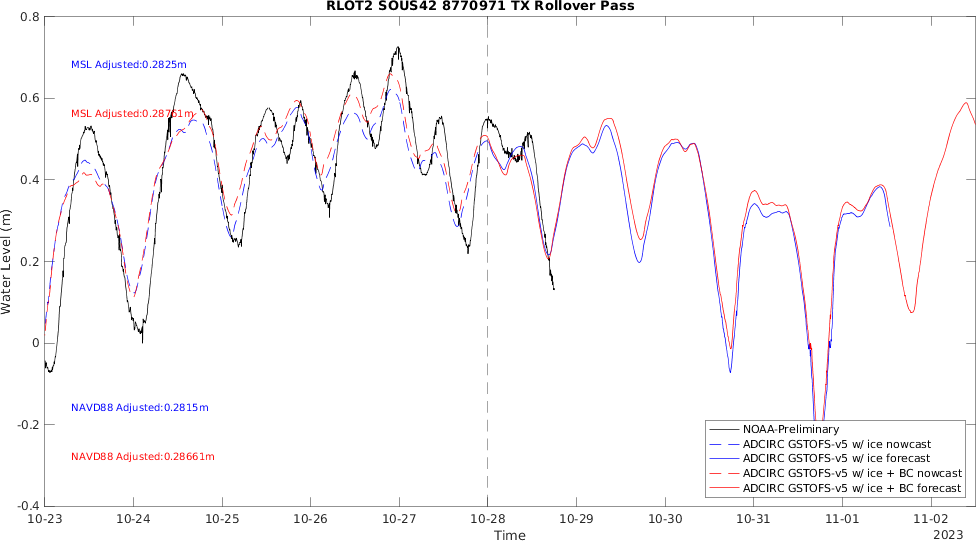 RLOT2 SOUS42 8770971 TX Rollover Pass
0.8
0.6
0.4
0.2
0
-0.2
-0.4
Water Level (m)
MSL Adjusted:0.2825m
MSL Adjusted:0.28761m
NAVD88 Adjusted:0.2815m
NAVD88 Adjusted:0.28661m
NOAA-Preliminary
ADCIRC GSTOFS-v5 w/ ice nowcast
ADCIRC GSTOFS-v5 w/ ice forecast
ADCIRC GSTOFS-v5 w/ ice + BC nowcast
ADCIRC GSTOFS-v5 w/ ice + BC forecast
10-23 10-24 10-25 10-26 10-27 10-28 10-29 10-30 10-31 11-01 11-02
2023
Time